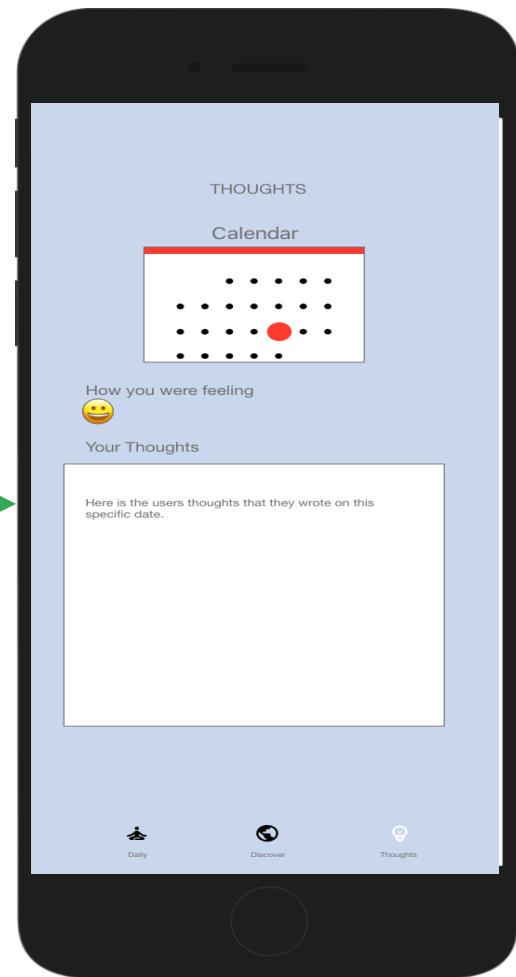 THOUGHTS
Calendar
How you were feeling
Your Thoughts
Here is the users thoughts that they wrote on this
specific date.
Daily
Discover
Thoughts